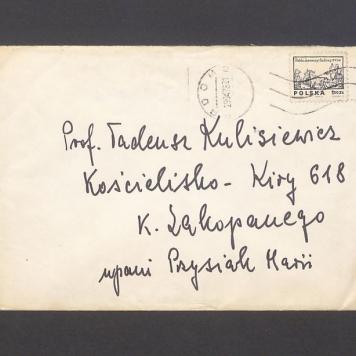 POLSKA
Prof. Tadeusz Kulisiewicz
Kościelisko - Kiry 618
K. Zakopanego
u pani Przysiak Marii